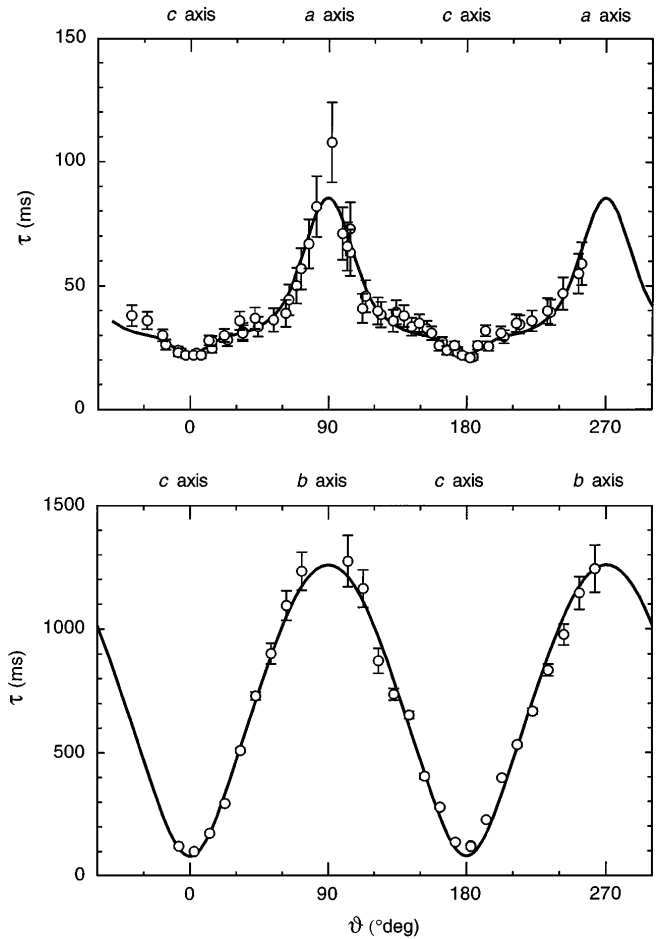 c axis a axis c axis a axis
150
100
50
0
τ (ms)
0 90 180 270
c axis b axis c axis b axis
1500
1000
500
0
τ (ms)
0 90 180 270
ϑ (°deg)